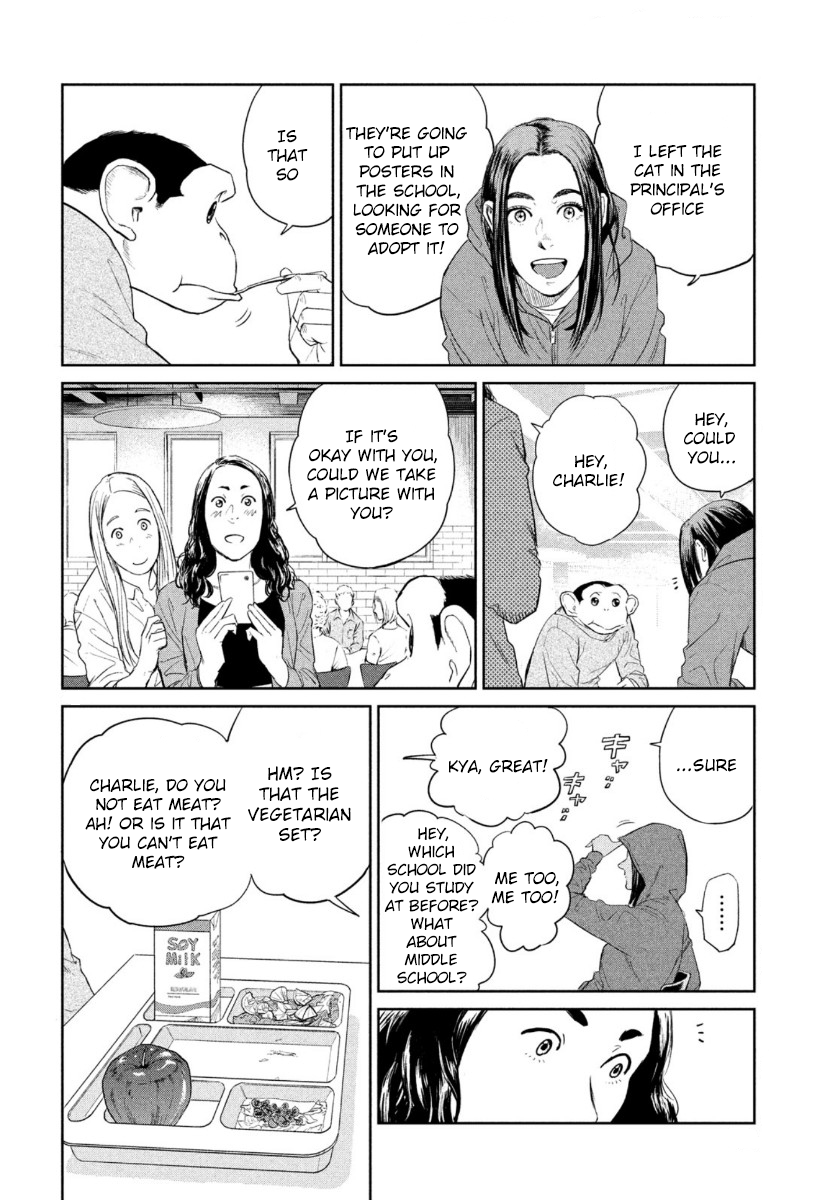 I LEFT THE
CAT IN THE
PRINCIPAL'S
OFFICE
THEY'RE GOING
TO PUT UP
POSTERS IN
THE SCHOOL,
LOOKING FOR
SOMEONE TO
ADOPT IT!
IS
THAT
SO
HEY,
COULD
YOU...
HEY,
CHARLIE!
IF IT'S
OKAY WITH YOU,
COULD WE TAKE
A PICTURE WITH
YOU?
...SURE
キャッ
キャッ
KYA, GREAT!
ME TOO,
ME TOO!
HEY,
WHICH
SCHOOL DID
YOU STUDY
AT BEFORE?
WHAT
ABOUT
MIDDLE
SCHOOL?
......
HM? IS
THAT THE
VEGETARIAN
SET?
CHARLIE, DO YOU
NOT EAT MEAT?
AH! OR IS IT THAT
YOU CAN'T EAT
MEAT?
SOY
MILK